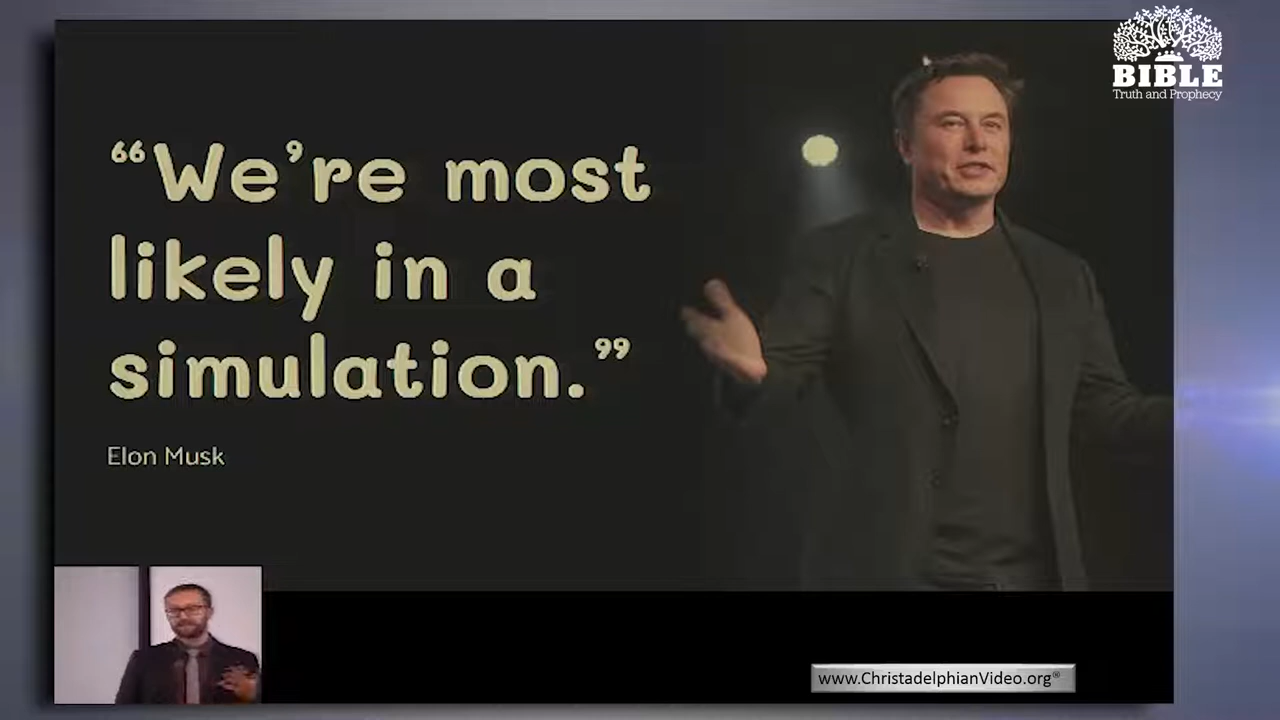 BIBLE
Truth and Prophecy
“We’re most
likely in a
simulation.”
Elon Musk
www.ChristadelphianVideo.org®